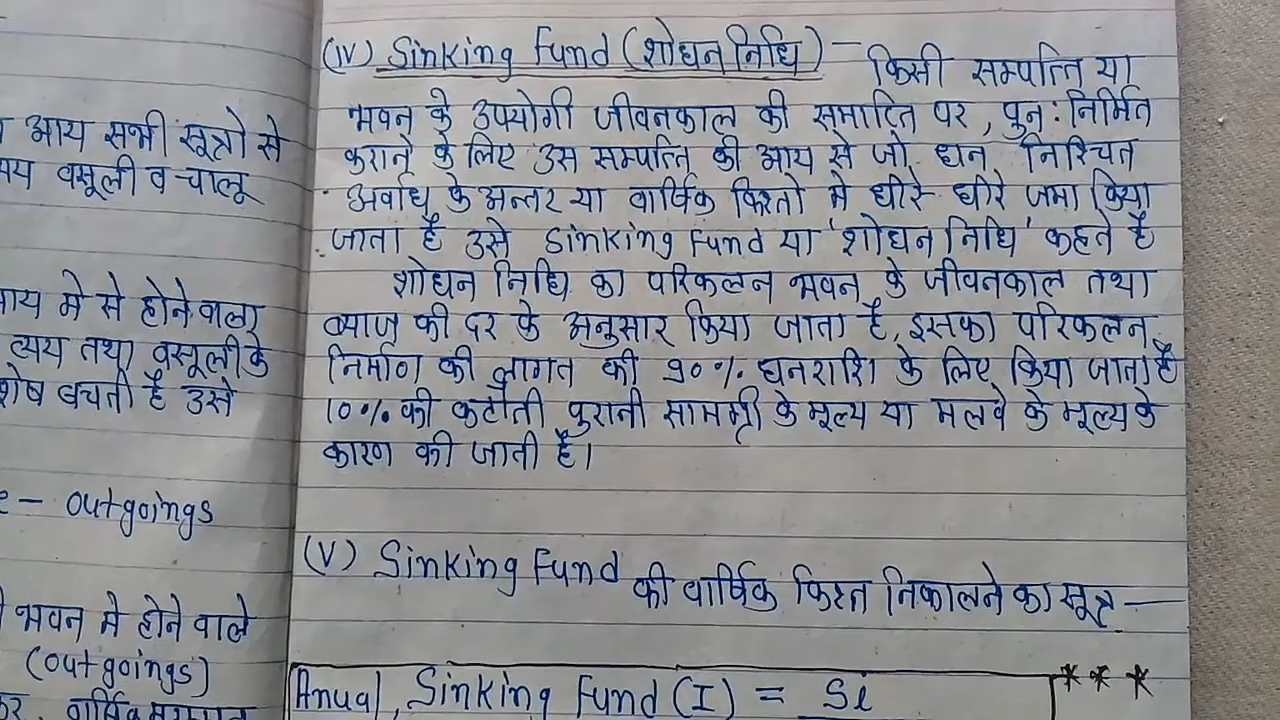 आय सभी सूत्रो से
वसूली व चालू
मे से होने वाला
व्यय तथा वसूली के
शेष बचती है उसे
- outgoings
भवन मे होने वाले
(outgoings)
(IV) Sinking Fund (शोधन निधि) - किसी सम्पत्ति या
भवन के उपयोगी जीवनकाल की समाप्ति पर, पुन: निर्मित
कराने के लिए उस सम्पत्ति की आय से जो धन निश्चित
अवधि के अन्तर या वार्षिक किश्तो मे धीरे धीरे जमा किया
जाता है उसे Sinking Fund या 'शोधन निधि' कहते है
शोधन निधि का परिकलन भवन के जीवनकाल तथा
ब्याज की दर के अनुसार किया जाता है, इसका परिकलन
निर्माण की लागत की 90% धनराशि के लिए किया जाता है
10% की कटौती पुरानी सामग्री के मूल्य या मलवे के मूल्य के
कारण की जाती है।
(V) Sinking Fund की वार्षिक किश्त निकालने का सूत्र -
Anual, Sinking Fund (I) = Si
* * *